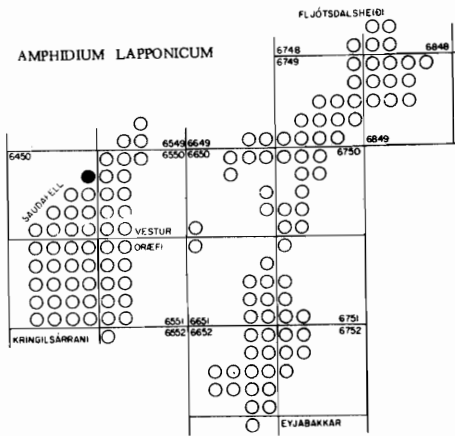 FLJÓTSDALSHEIÐI
AMPHIDIUM LAPPONICUM
6748 6848
6749
6549 6649 6849
6450 6550 6650 6750
SAUÐAFELL
VESTUR
ÖRÆFI
6551 6651 6751
KRINGILSÁRRANI 6552 6652 6752
EYJABAKKAR